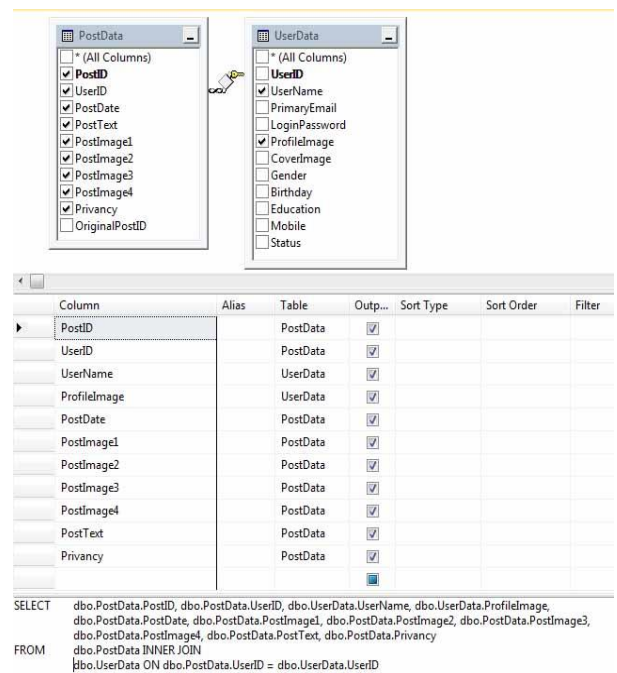 PostData
* (All Columns)
PostID
UserID
PostDate
PostText
PostImage1
PostImage2
PostImage3
PostImage4
Privancy
OriginalPostID
UserData
* (All Columns)
UserID
UserName
PrimaryEmail
LoginPassword
ProfileImage
CoverImage
Gender
Birthday
Education
Mobile
Status
Column Alias Table Outp... Sort Type Sort Order Filter
PostID PostData
UserID PostData
UserName UserData
ProfileImage UserData
PostDate PostData
PostImage1 PostData
PostImage2 PostData
PostImage3 PostData
PostImage4 PostData
PostText PostData
Privancy PostData
SELECT dbo.PostData.PostID, dbo.PostData.UserID, dbo.UserData.UserName, dbo.UserData.ProfileImage,
dbo.PostData.PostDate, dbo.PostData.PostImage1, dbo.PostData.PostImage2, dbo.PostData.PostImage3,
dbo.PostData.PostImage4, dbo.PostData.PostText, dbo.PostData.Privancy
FROM dbo.PostData INNER JOIN
dbo.UserData ON dbo.PostData.UserID = dbo.UserData.UserID